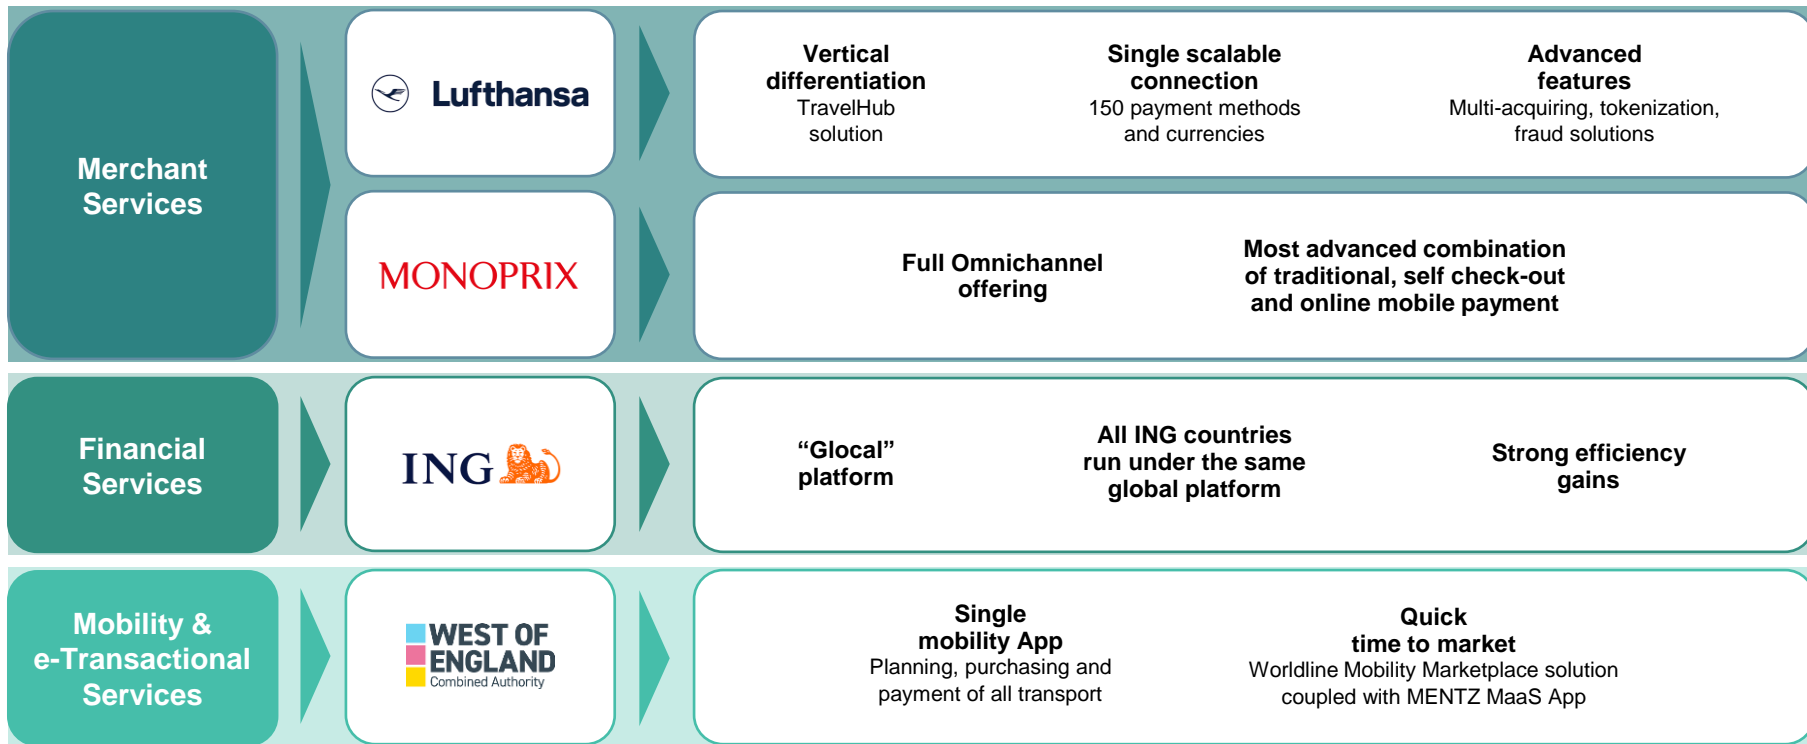 Merchant
Services
Lufthansa
Vertical
differentiation
TravelHub
solution
Single scalable
connection
150 payment methods
and currencies
Advanced
features
Multi-acquiring, tokenization,
fraud solutions
MONOPRIX
Full Omnichannel
offering
Most advanced combination
of traditional, self check-out
and online mobile payment
Financial
Services
ING
“Glocal”
platform
All ING countries
run under the same
global platform
Strong efficiency
gains
Mobility &
e-Transactional
Services
WEST OF
ENGLAND
Combined Authority
Single
mobility App
Planning, purchasing and
payment of all transport
Quick
time to market
Worldline Mobility Marketplace solution
coupled with MENTZ MaaS App